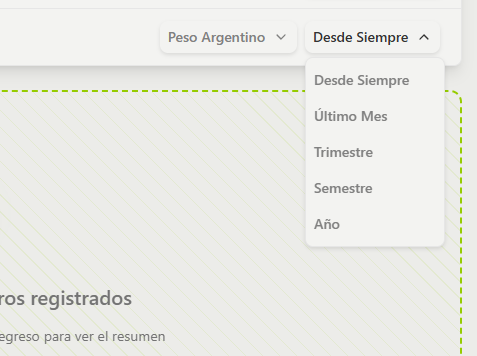 Peso Argentino
Desde Siempre
Desde Siempre
Último Mes
Trimestre
Semestre
Año
ros registrados
egreso para ver el resumen